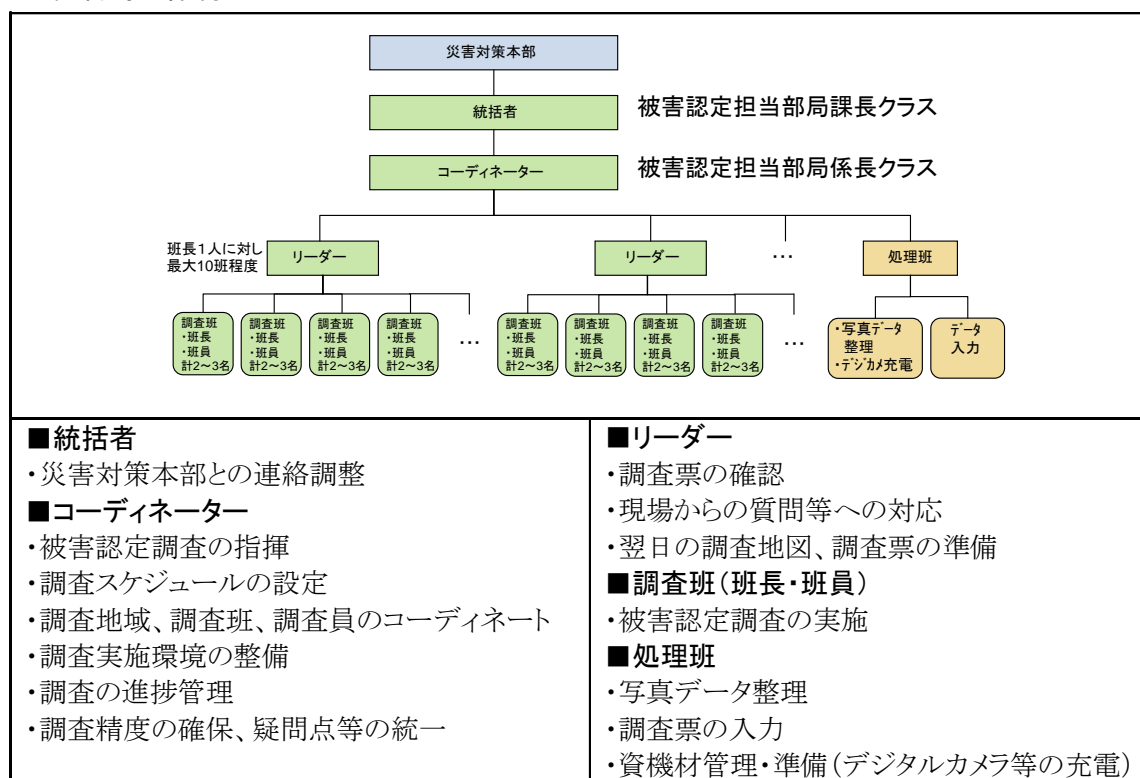 災害対策本部
統括者
被害認定担当部局課長クラス
コーディネーター
被害認定担当部局係長クラス
班長1人に対し
最大10班程度
リーダー
リーダー
…
処理班
調査班
・班長
・班員
計2~3名
調査班
・班長
・班員
計2~3名
調査班
・班長
・班員
計2~3名
調査班
・班長
・班員
計2~3名
…
調査班
・班長
・班員
計2~3名
調査班
・班長
・班員
計2~3名
調査班
・班長
・班員
計2~3名
調査班
・班長
・班員
計2~3名
…
・写真データ
整理
・デジカメ充電
データ
入力
■統括者
・災害対策本部との連絡調整
■コーディネーター
・被害認定調査の指揮
・調査スケジュールの設定
・調査地域、調査班、調査員のコーディネート
・調査実施環境の整備
・調査の進捗管理
・調査精度の確保、疑問点等の統一
■リーダー
・調査票の確認
・現場からの質問等への対応
・翌日の調査地図、調査票の準備
■調査班(班長・班員)
・被害認定調査の実施
■処理班
・写真データ整理
・調査票の入力
・資機材管理・準備(デジタルカメラ等の充電)